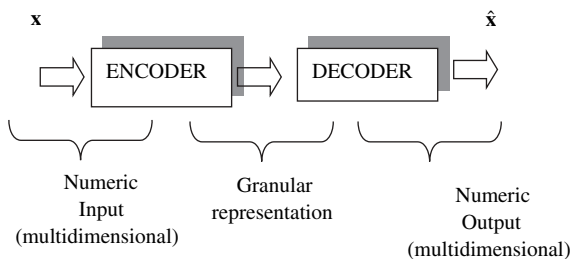 x
x̂
ENCODER
DECODER
Numeric
Input
(multidimensional)
Granular
representation
Numeric
Output
(multidimensional)